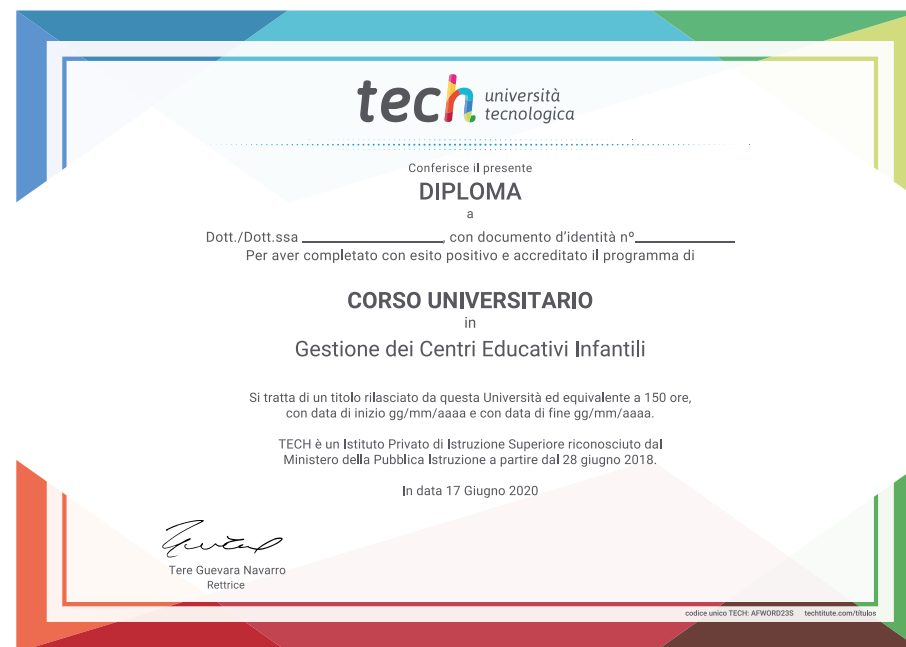 tech università
tecnologica
Conferisce il presente
DIPLOMA
a
Dott./Dott.ssa ____________________, con documento d'identità nº______________
Per aver completato con esito positivo e accreditato il programma di
CORSO UNIVERSITARIO
in
Gestione dei Centri Educativi Infantili
Si tratta di un titolo rilasciato da questa Università ed equivalente a 150 ore,
con data di inizio gg/mm/aaaa e con data di fine gg/mm/aaaa.
TECH è un Istituto Privato di Istruzione Superiore riconosciuto dal
Ministero della Pubblica Istruzione a partire dal 28 giugno 2018.
In data 17 Giugno 2020
Tere Guevara Navarro
Rettrice
codice unico TECH: AFWORD23S techtitute.com/títulos